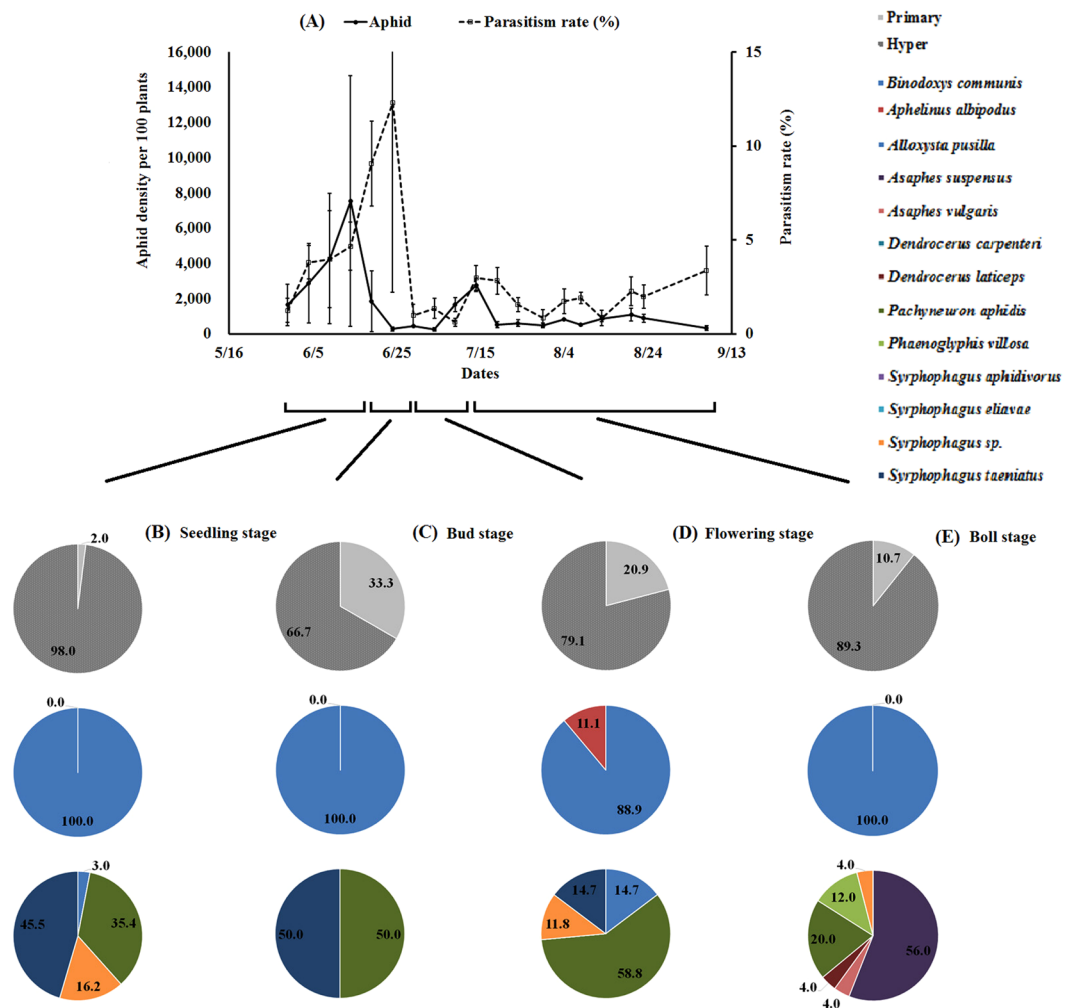 (A)
Aphid
Parasitism rate (%)
Aphid density per 100 plants
16,000
14,000
12,000
10,000
8,000
6,000
4,000
2,000
0
15
10
5
0
Parasitism rate (%)
5/16
6/5
6/25
7/15
8/4
8/24
9/13
Dates
Primary
Hyper
Binodoxys communis
Aphelinus albipodus
Alloxysta pusilla
Asaphes suspensus
Asaphes vulgaris
Dendrocerus carpenteri
Dendrocerus laticeps
Pachyneuron aphidis
Phaenoglyphis villosa
Syrphophagus aphidivorus
Syrphophagus eliavae
Syrphophagus sp.
Syrphophagus taeniatus
(B) Seedling stage
(C) Bud stage
(D) Flowering stage
(E) Boll stage
2.0
98.0
33.3
66.7
20.9
79.1
10.7
89.3
0.0
100.0
0.0
100.0
11.1
88.9
0.0
100.0
3.0
35.4
16.2
45.5
50.0
50.0
14.7
14.7
11.8
58.8
4.0
12.0
20.0
4.0
4.0
56.0